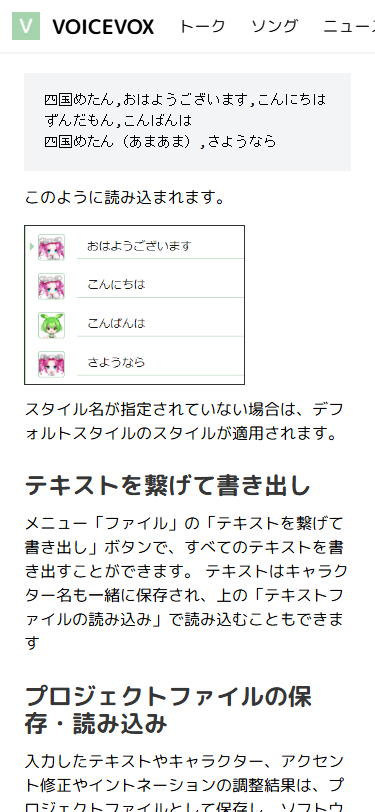 V VOICEVOX トーク ソング ニュース
四国めたん,おはようございます,こんにちは
ずんだもん,こんばんは
四国めたん（あまあま）,さようなら
このように読み込まれます。
おはようございます
こんにちは
こんばんは
さようなら
スタイル名が指定されていない場合は、デフ
ォルトスタイルのスタイルが適用されます。
テキストを繋げて書き出し
メニュー「ファイル」の「テキストを繋げて
書き出し」ボタンで、すべてのテキストを書
き出すことができます。 テキストはキャラク
ター名も一緒に保存され、上の「テキストフ
ァイルの読み込み」で読み込むこともできま
す
プロジェクトファイルの保
存・読み込み
入力したテキストやキャラクター、アクセン
ト修正やイントネーションの調整結果は、プ
ロジェクトファイルとして保存し、ソフトウ